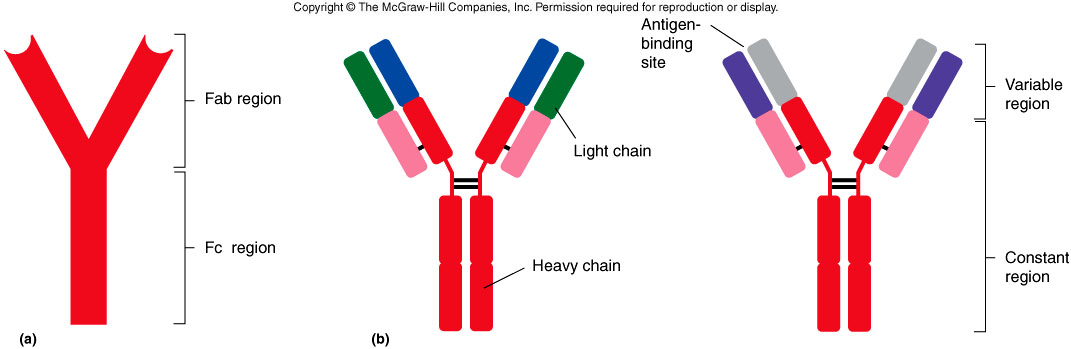 Copyright © The McGraw-Hill Companies, Inc. Permission required for reproduction or display.
Fab region
Fc region
(a)
Light chain
Heavy chain
(b)
Antigen-
binding
site
Variable
region
Constant
region